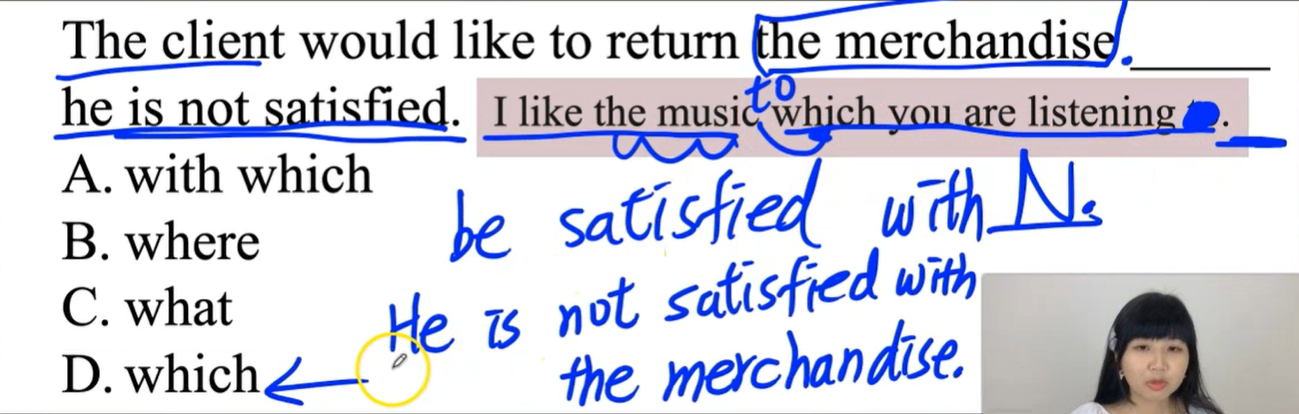 The client would like to return the merchandise. ______
he is not satisfied. I like the music to which you are listening .
A. with which
B. where
C. what
D. which
be satisfied with N.
He is not satisfied with
the merchandise.